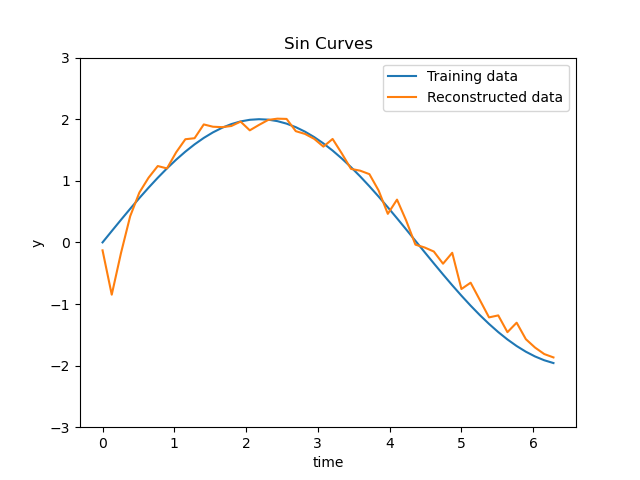 Sin Curves
Training data
Reconstructed data
3
2
1
0
−1
−2
−3
y
0 1 2 3 4 5 6
time